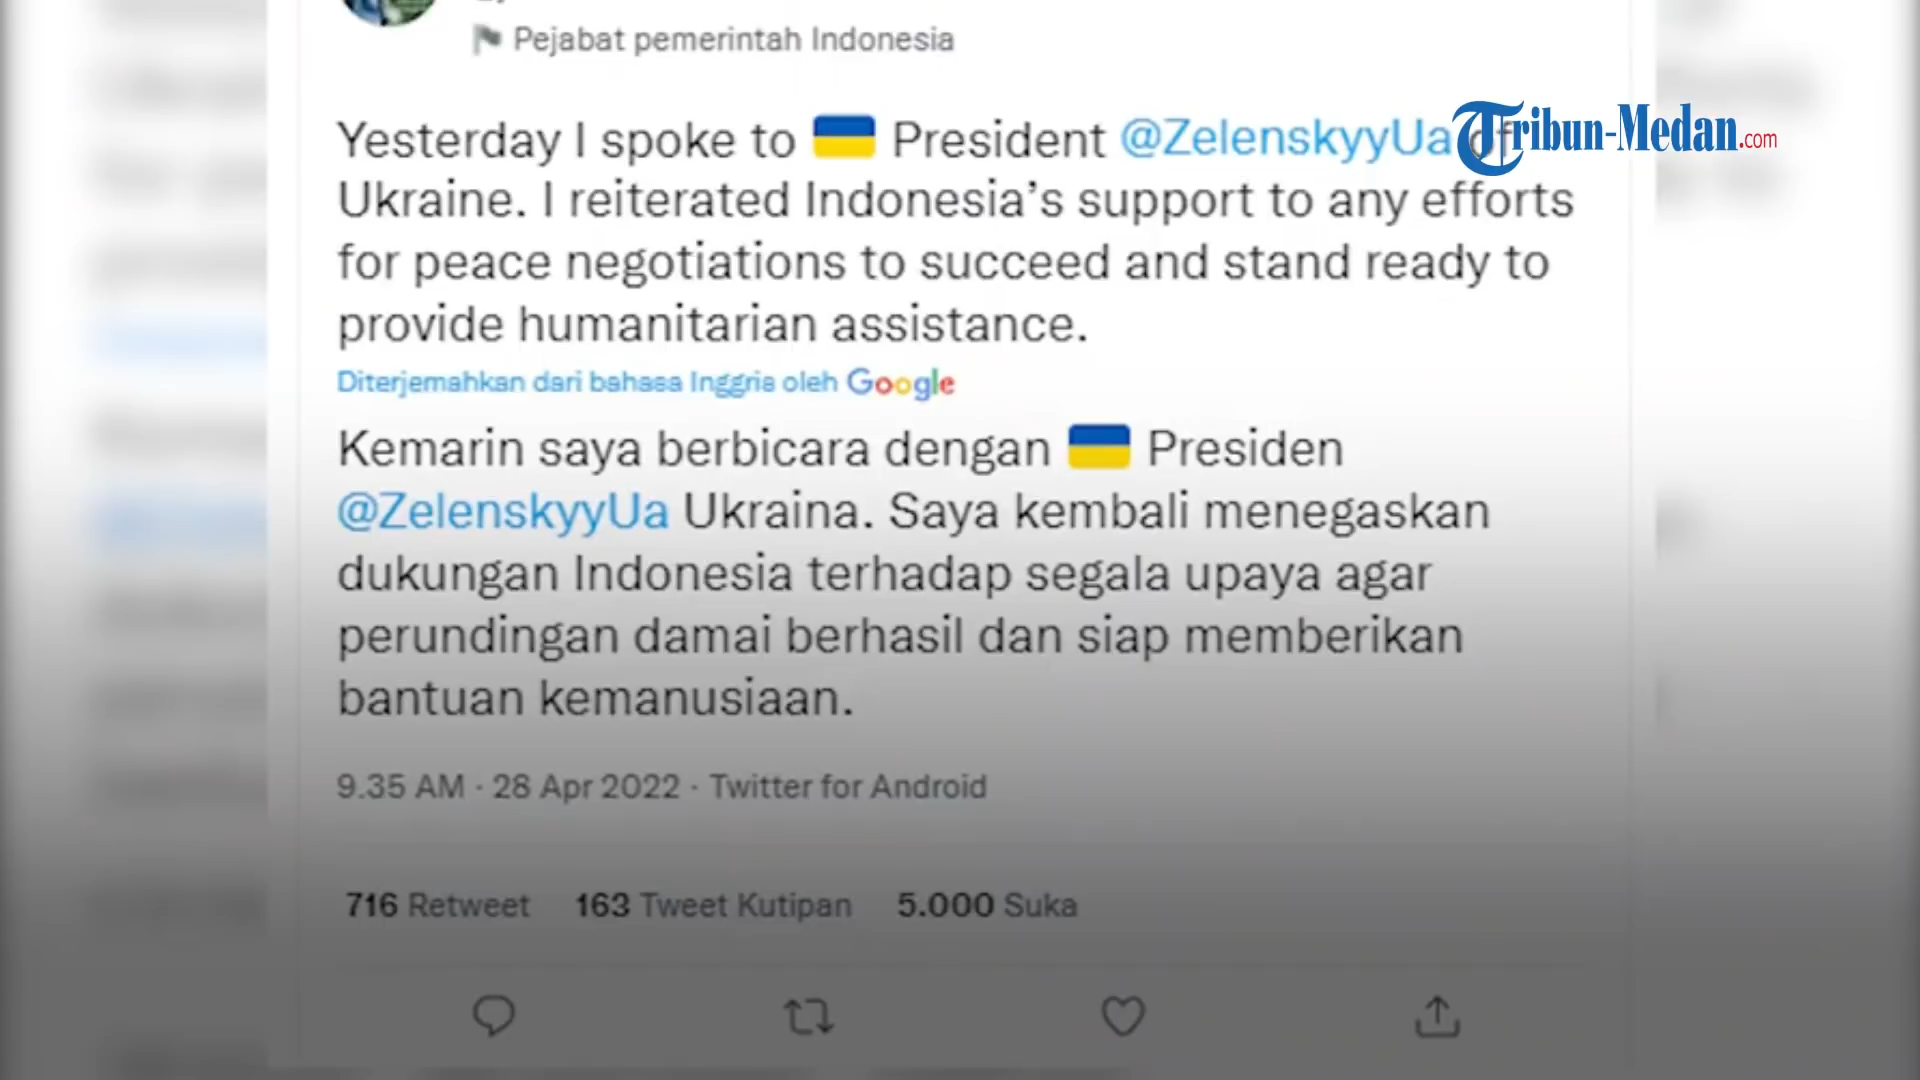 Pejabat pemerintah Indonesia
Tribun-Medan.com
Yesterday I spoke to 🇺🇦 President @ZelenskyyUa of
Ukraine. I reiterated Indonesia’s support to any efforts
for peace negotiations to succeed and stand ready to
provide humanitarian assistance.
Diterjemahkan dari bahasa Inggris oleh Google
Kemarin saya berbicara dengan 🇺🇦 Presiden
@ZelenskyyUa Ukraina. Saya kembali menegaskan
dukungan Indonesia terhadap segala upaya agar
perundingan damai berhasil dan siap memberikan
bantuan kemanusiaan.
9.35 AM · 28 Apr 2022 · Twitter for Android
716 Retweet 163 Tweet Kutipan 5.000 Suka